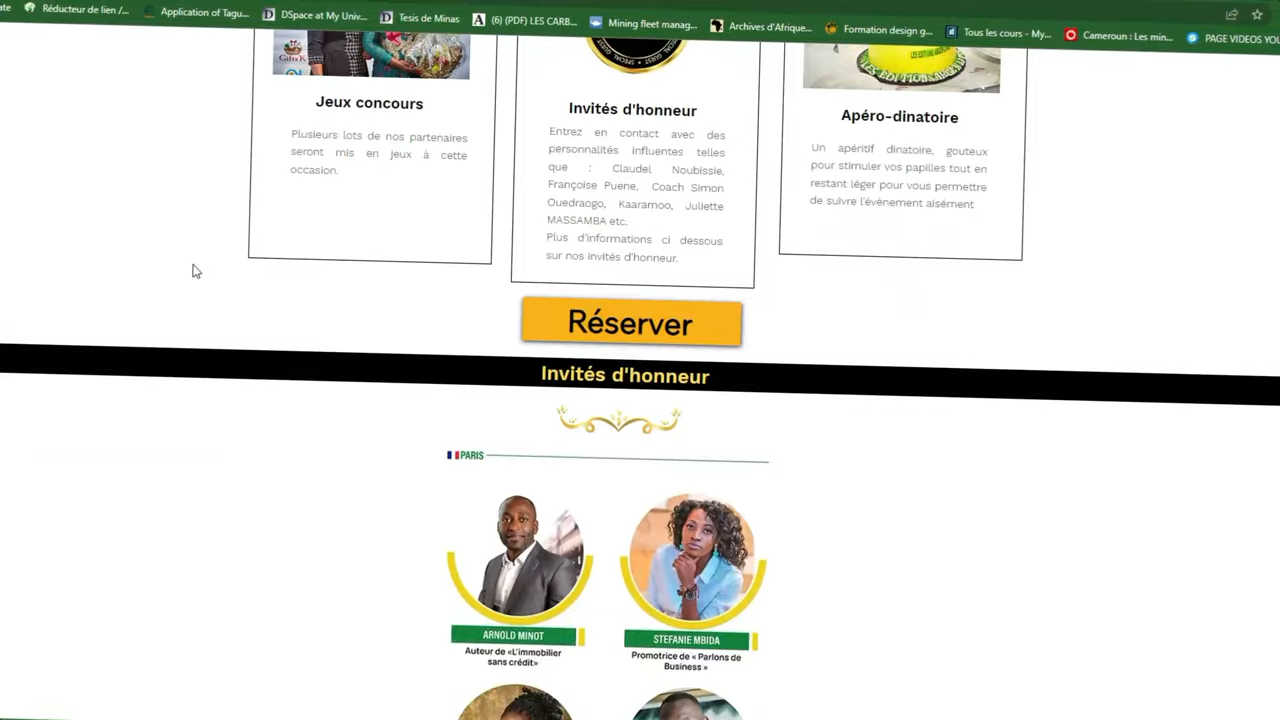 Réducteur de lien /...
Application of Tagu...
DSpace at My Univ...
Tesis de Minas
(6) (PDF) LES CARB...
Mining fleet manag...
Archives d'Afrique...
Formation design g...
Tous les cours - My...
Cameroun : Les min...
PAGE VIDEOS YOU
SPECIAL GUEST
Jeux concours
Plusieurs lots de nos partenaires
seront mis en jeux à cette
occasion.
Invités d'honneur
Entrez en contact avec des
personnalités influentes telles
que : Claudel Noubissie,
Françoise Puene, Coach Simon
Ouedraogo, Kaaramoo, Juliette
MASSAMBA etc.
Plus d'informations ci dessous
sur nos invités d'honneur.
Apéro-dinatoire
Un apéritif dinatoire, gouteux
pour stimuler vos papilles tout en
restant léger pour vous permettre
de suivre l'évènement aisément
Réserver
Invités d'honneur
PARIS
ARNOLD MINOT
Auteur de «L'immobilier
sans crédit»
STEFANIE MBIDA
Promotrice de « Parlons de
Business »